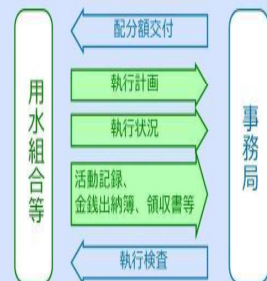 配分額交付
執行計画
執行状況
活動記録、
金銭出納簿、領収書等
執行検査
用水組合等
事務局